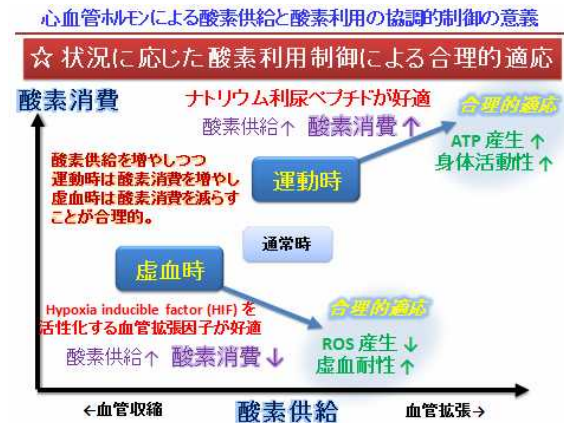 心血管ホルモンによる酸素供給と酸素利用の協調的制御の意義
☆ 状況に応じた酸素利用制御による合理的適応
酸素消費
ナトリウム利尿ペプチドが好適
酸素供給↑ 酸素消費↑
合理的適応
ATP 産生 ↑
身体活動性 ↑
酸素供給を増やしつつ
運動時は酸素消費を増やし
虚血時は酸素消費を減らす
ことが合理的。
運動時
通常時
虚血時
Hypoxia inducible factor (HIF) を
活性化する血管拡張因子が好適
酸素供給↑ 酸素消費↓
合理的適応
ROS 産生 ↓
虚血耐性 ↑
←血管収縮
酸素供給
血管拡張→